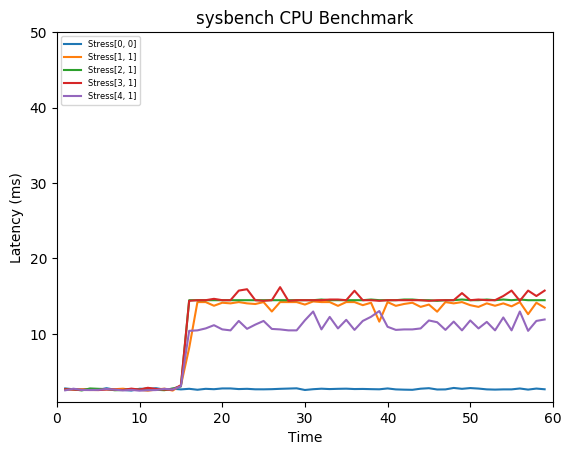 sysbench CPU Benchmark
50
40
30
20
10
Latency (ms)
Stress[0, 0]
Stress[1, 1]
Stress[2, 1]
Stress[3, 1]
Stress[4, 1]
0 10 20 30 40 50 60
Time